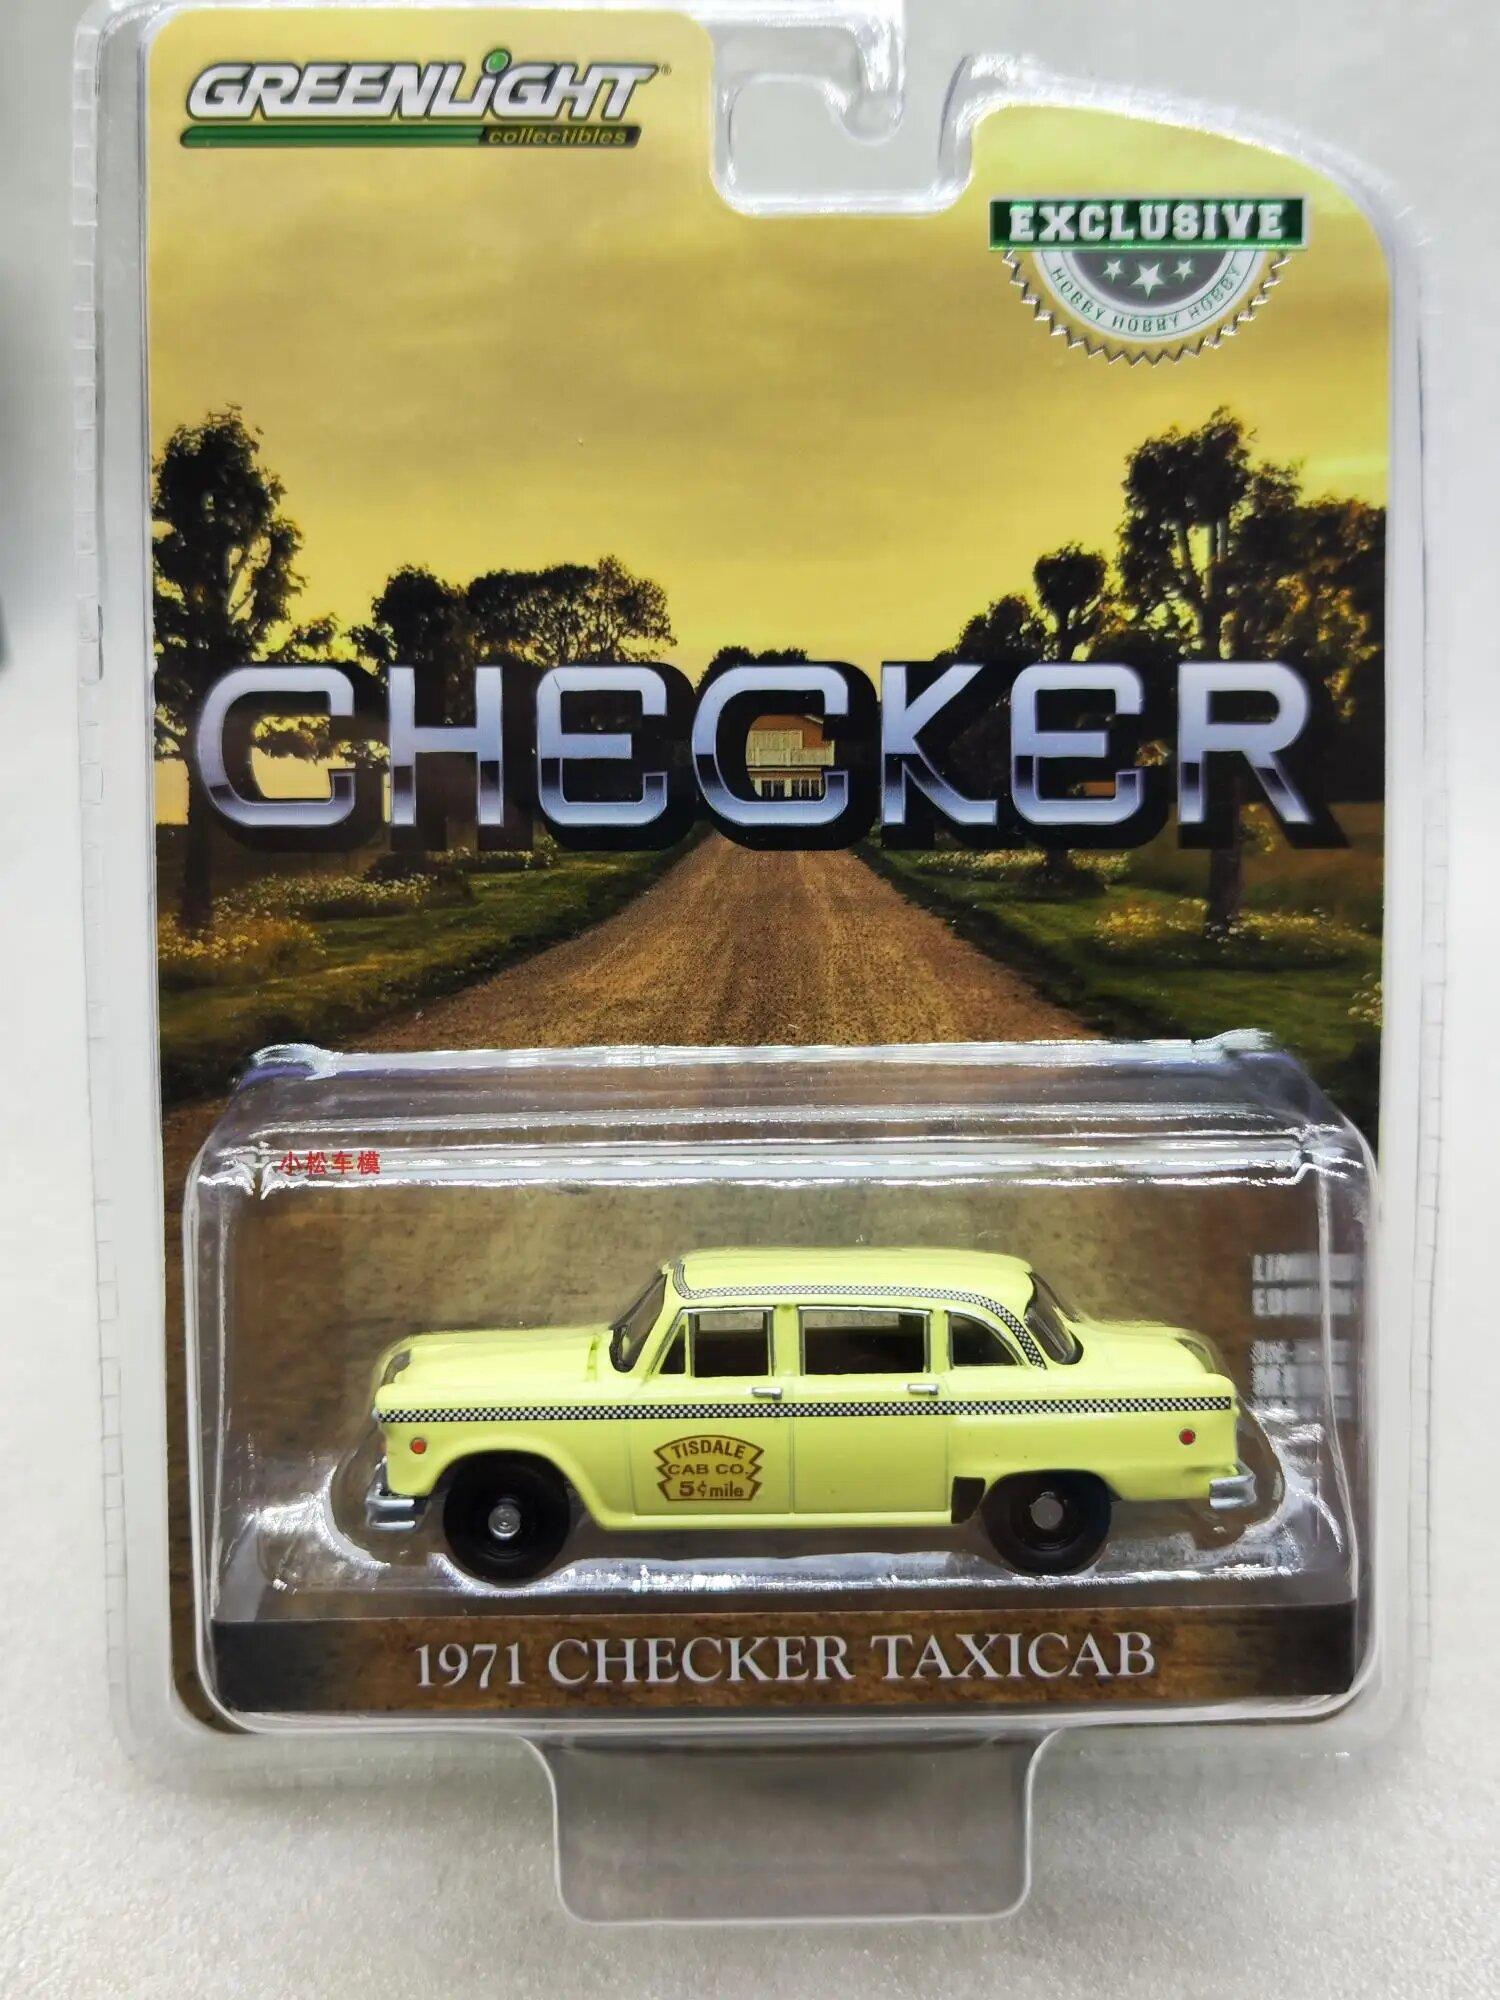 GREENLiGHT®
collectibles
EXCLUSIVE
HOBBY HOBBY HOBBY
CHECKER
小松车模
TISDALE
CAB CO.
5¢ mile
1971 CHECKER TAXICAB